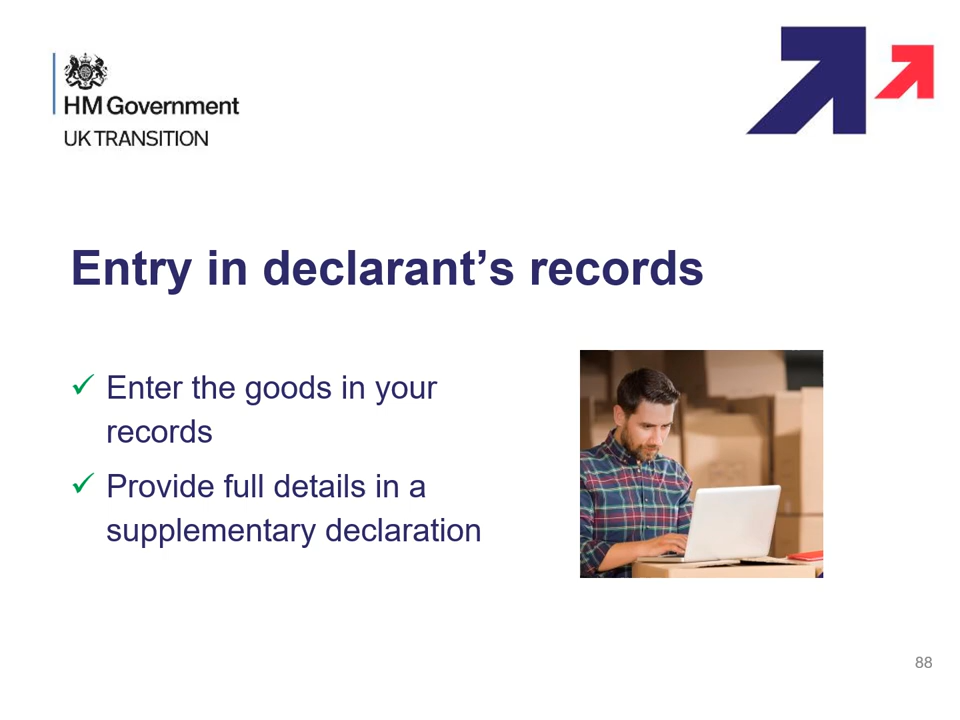 HM Government
UK TRANSITION
Entry in declarant’s records
✓ Enter the goods in your
records
✓ Provide full details in a
supplementary declaration
88